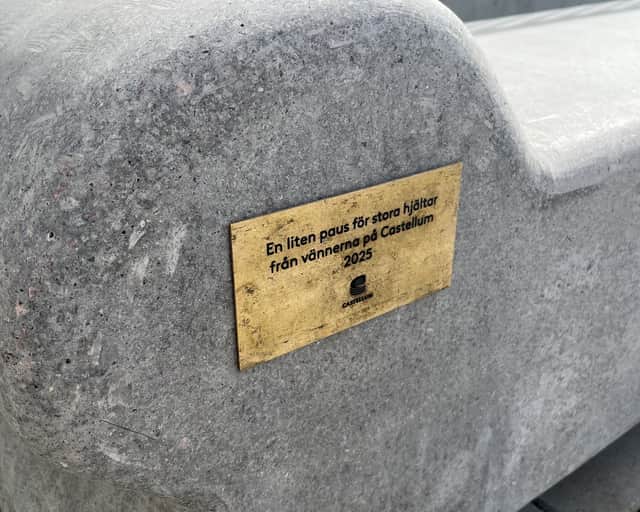 En liten paus för stora hjältar
från vännerna på Castellum
2025
CASTELLUM